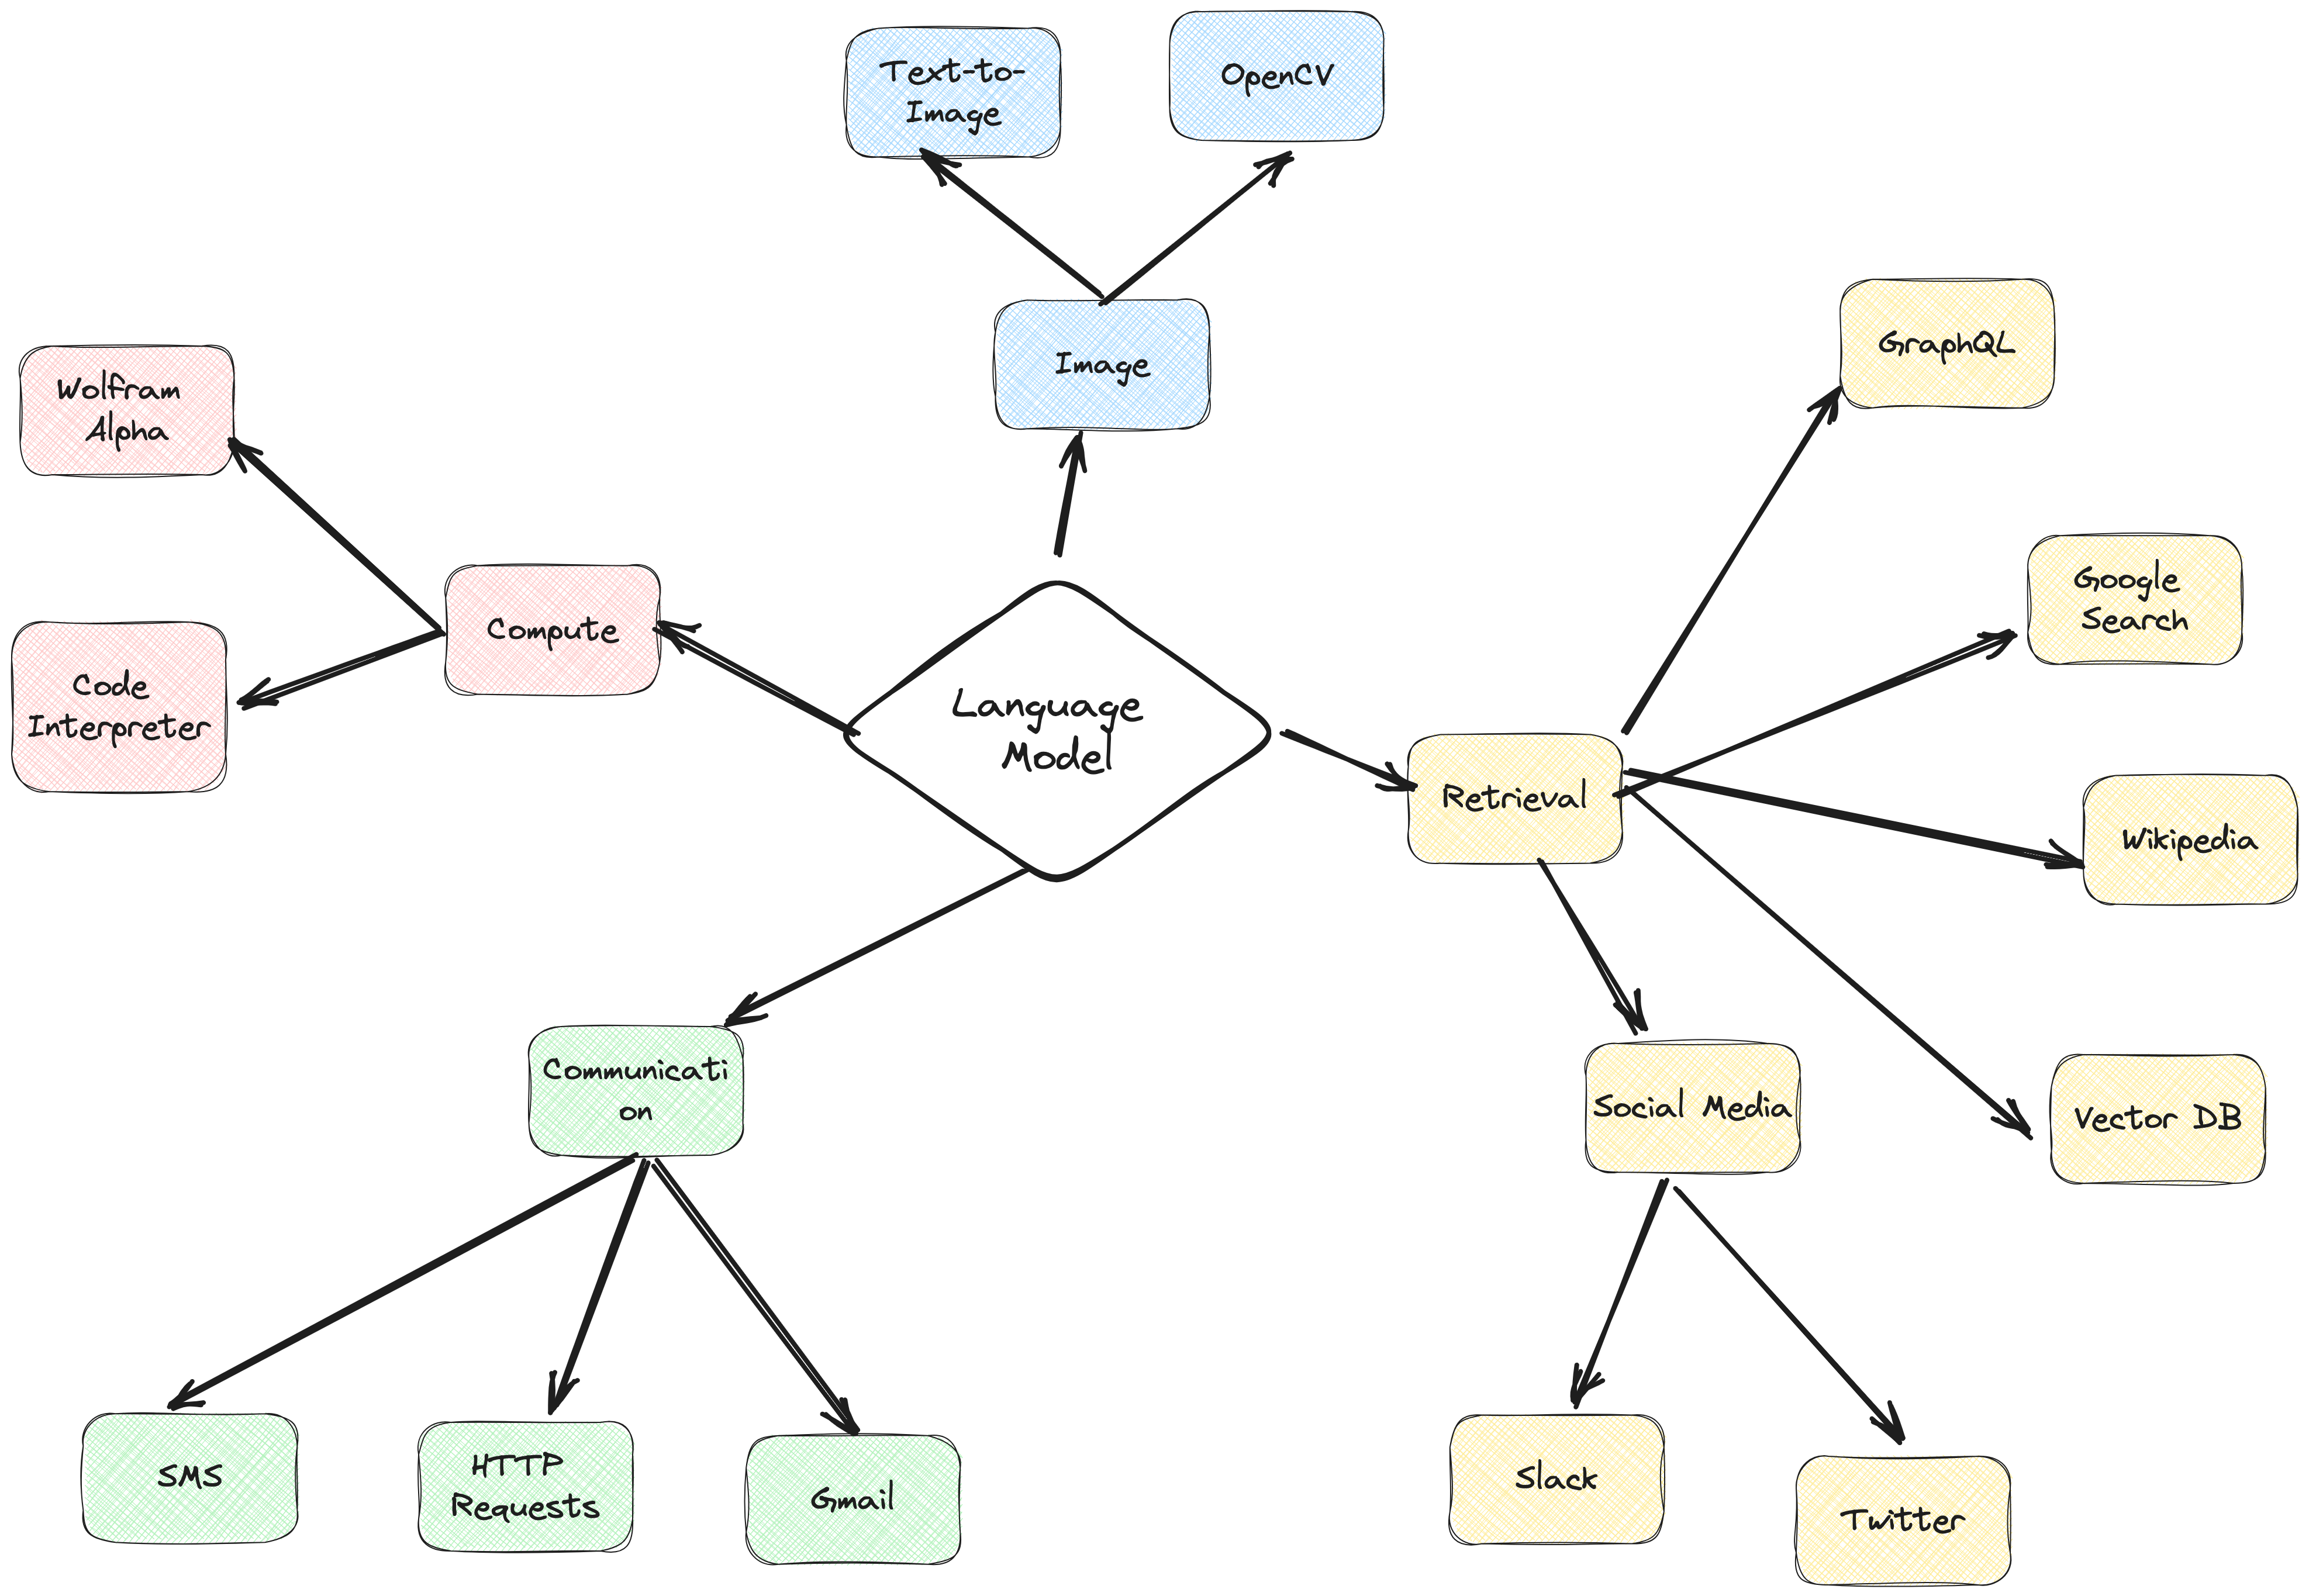 Text-to-
Image
OpenCV
GraphQL
Image
Wolfram
Alpha
Google
Search
Compute
Code
Interpreter
Language
Model
Retrieval
Wikipedia
Communicati
on
Social Media
Vector DB
SMS
HTTP
Requests
Gmail
Slack
Twitter